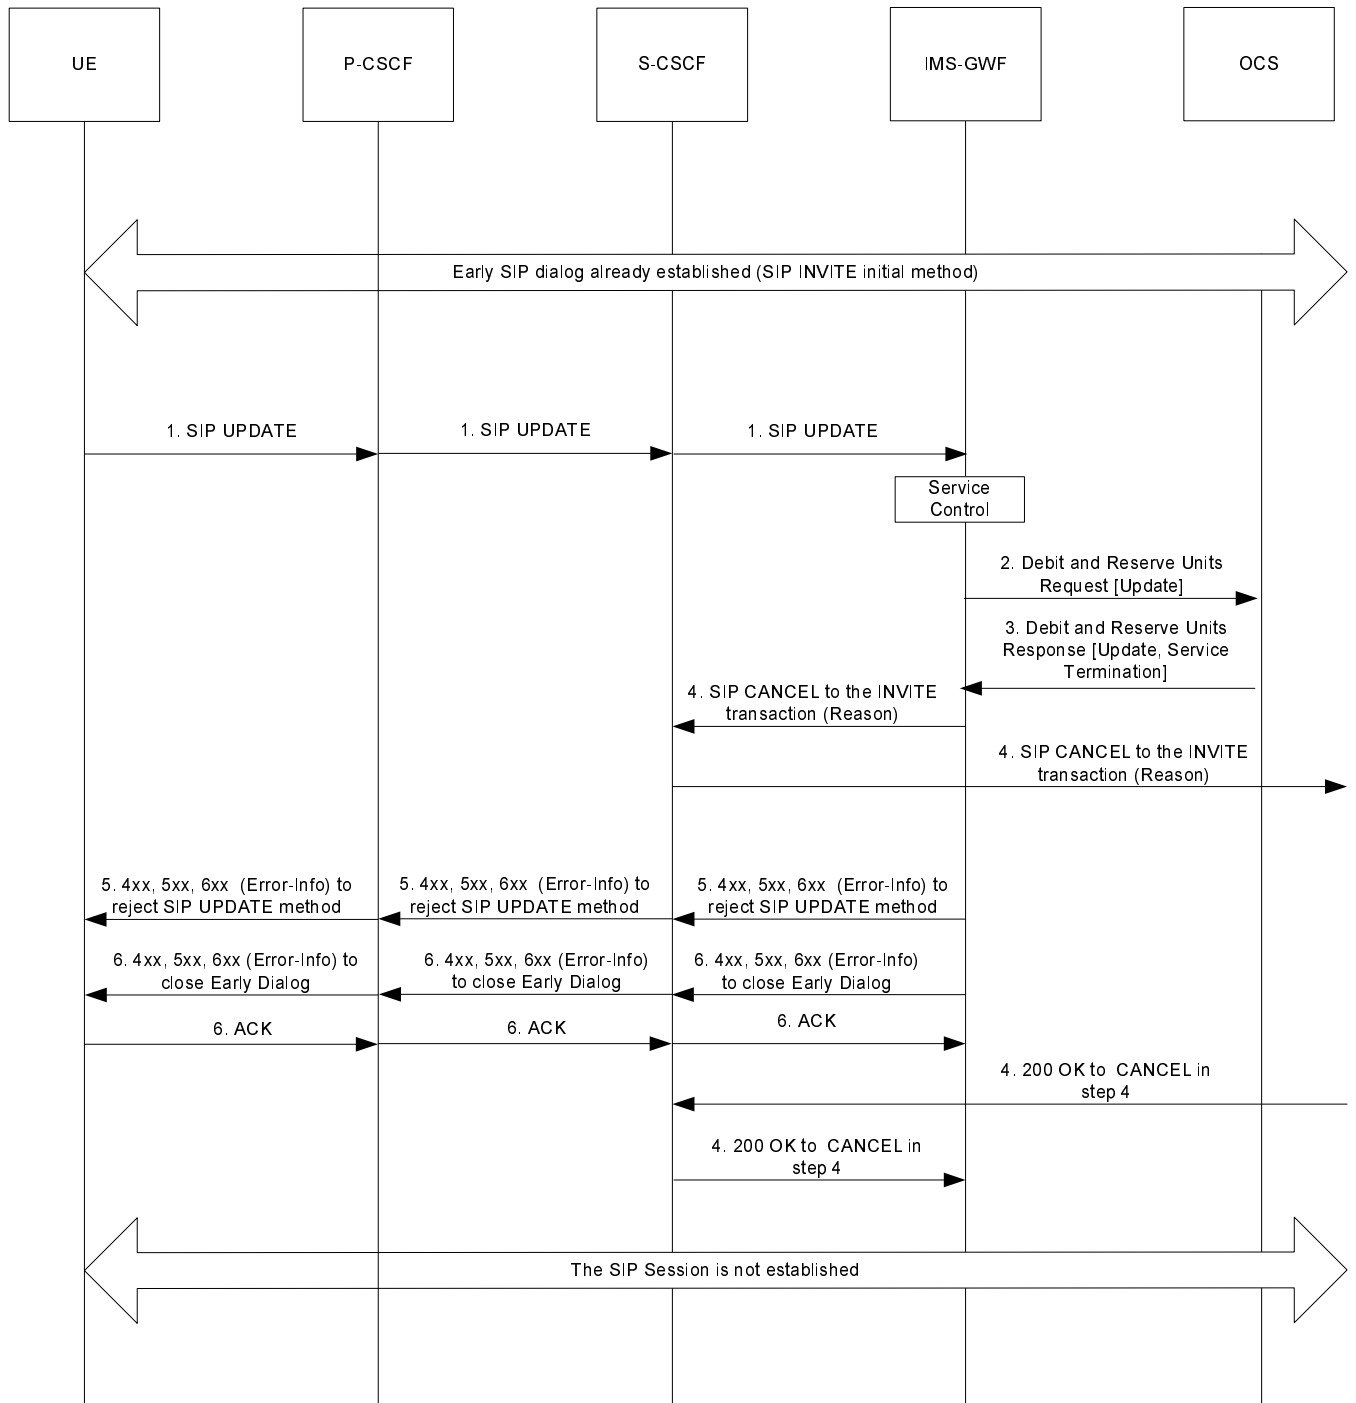 UE
P-CSCF
S-CSCF
IMS-GWF
OCS
Early SIP dialog already established (SIP INVITE initial method)
1. SIP UPDATE
1. SIP UPDATE
1. SIP UPDATE
Service
Control
2. Debit and Reserve Units
Request [Update]
3. Debit and Reserve Units
Response [Update, Service
Termination]
4. SIP CANCEL to the INVITE
transaction (Reason)
4. SIP CANCEL to the INVITE
transaction (Reason)
5. 4xx, 5xx, 6xx (Error-Info) to
reject SIP UPDATE method
5. 4xx, 5xx, 6xx (Error-Info) to
reject SIP UPDATE method
5. 4xx, 5xx, 6xx (Error-Info) to
reject SIP UPDATE method
6. 4xx, 5xx, 6xx (Error-Info) to
close Early Dialog
6. 4xx, 5xx, 6xx (Error-Info)
to close Early Dialog
6. 4xx, 5xx, 6xx (Error-Info)
to close Early Dialog
6. ACK
6. ACK
6. ACK
4. 200 OK to CANCEL in
step 4
4. 200 OK to CANCEL in
step 4
The SIP Session is not established